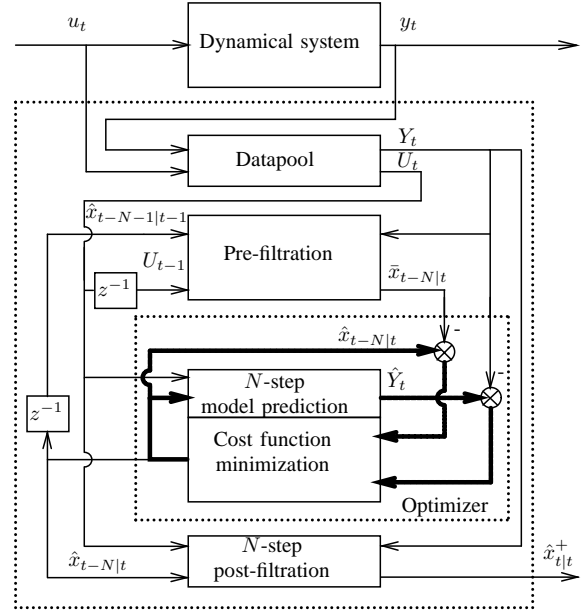 u_t
y_t
Dynamical system
Y_t
U_t
Datapool
x̂_{t−N−1|t−1}
Pre-filtration
U_{t−1}
x̄_{t−N|t}
z^{−1}
-
x̂_{t−N|t}
N-step
model prediction
Ŷ_t
-
z^{−1}
Cost function
minimization
Optimizer
N-step
post-filtration
x̂_{t−N|t}
x̂^+_{t|t}